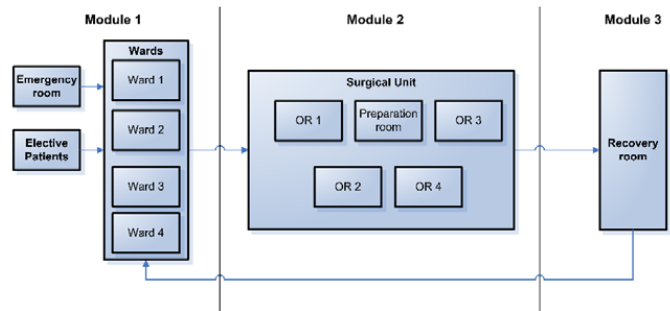 Module 1
Module 2
Module 3
Wards
Emergency
room
Elective
Patients
Ward 1
Ward 2
Ward 3
Ward 4
Surgical Unit
OR 1
Preparation
room
OR 3
OR 2
OR 4
Recovery
room